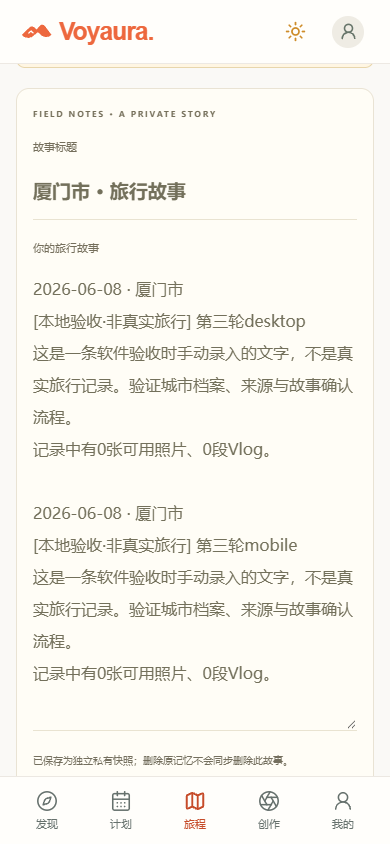 Voyaura.
FIELD NOTES • A PRIVATE STORY
故事标题
厦门市 · 旅行故事
你的旅行故事
2026-06-08 · 厦门市
[本地验收·非真实旅行] 第三轮desktop
这是一条软件验收时手动录入的文字，不是真
实旅行记录。验证城市档案、来源与故事确认
流程。
记录中有0张可用照片、0段Vlog。
2026-06-08 · 厦门市
[本地验收·非真实旅行] 第三轮mobile
这是一条软件验收时手动录入的文字，不是真
实旅行记录。验证城市档案、来源与故事确认
流程。
记录中有0张可用照片、0段Vlog。
已保存为独立私有快照；删除原记忆不会同步删除此故事。
发现 计划 旅程 创作 我的